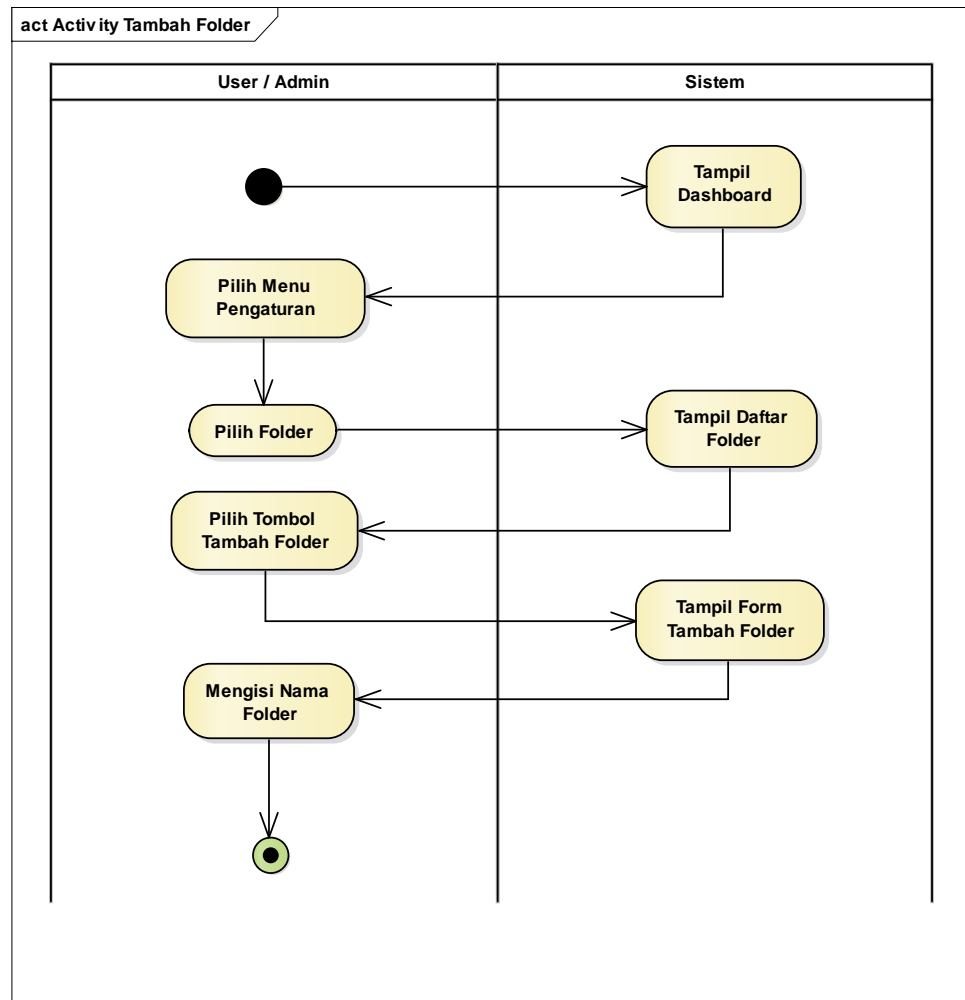 act Activity Tambah Folder
User / Admin
Sistem
Tampil
Dashboard
Pilih Menu
Pengaturan
Pilih Folder
Tampil Daftar
Folder
Pilih Tombol
Tambah Folder
Tampil Form
Tambah Folder
Mengisi Nama
Folder